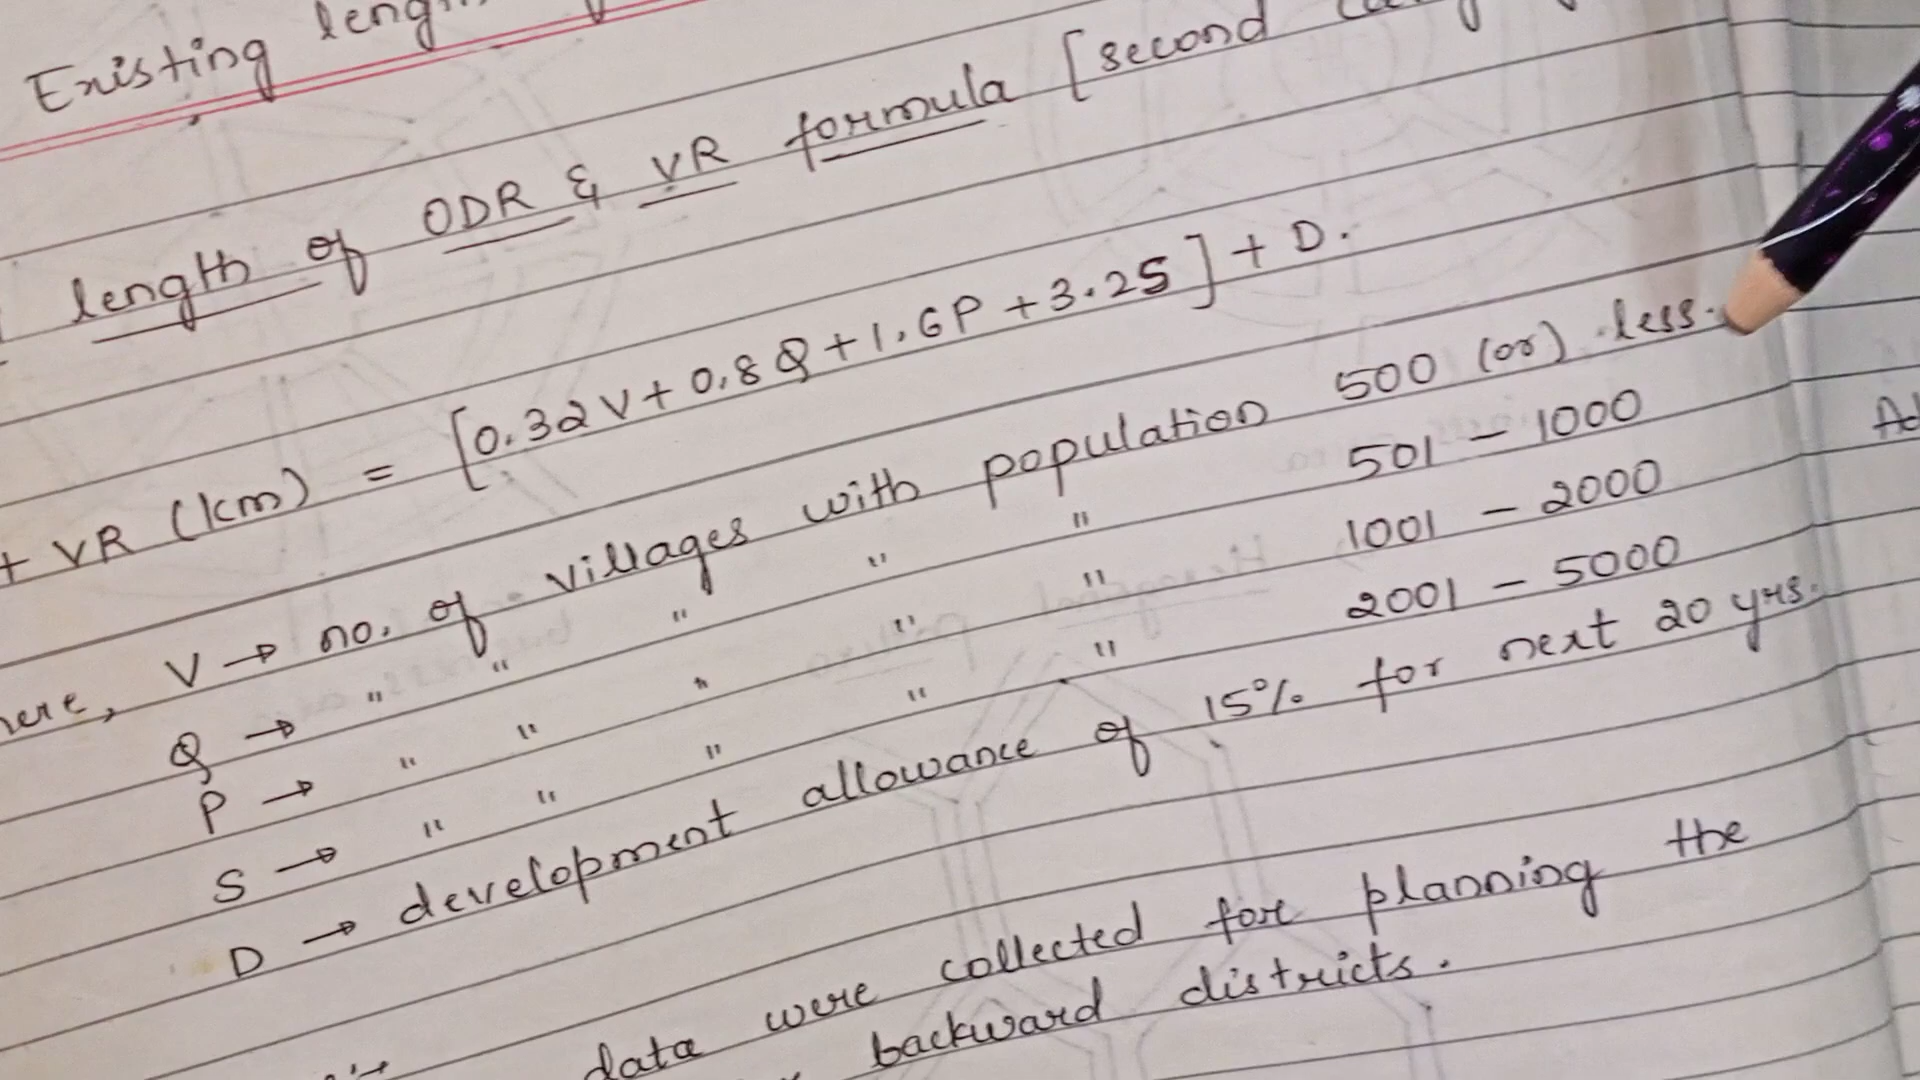 Existing
length of ODR & VR formula [second
+ VR (km) = [0.32V + 0.8Q + 1.6P + 3.2S] + D.
V → no. of villages with population 500 (or) less.
Q → " " " " " 501 - 1000
P → " " " " " 1001 - 2000
S → " " " " " 2001 - 5000
D → development allowance of 15% for next 20 yrs.
data were collected for planning the
backward districts.